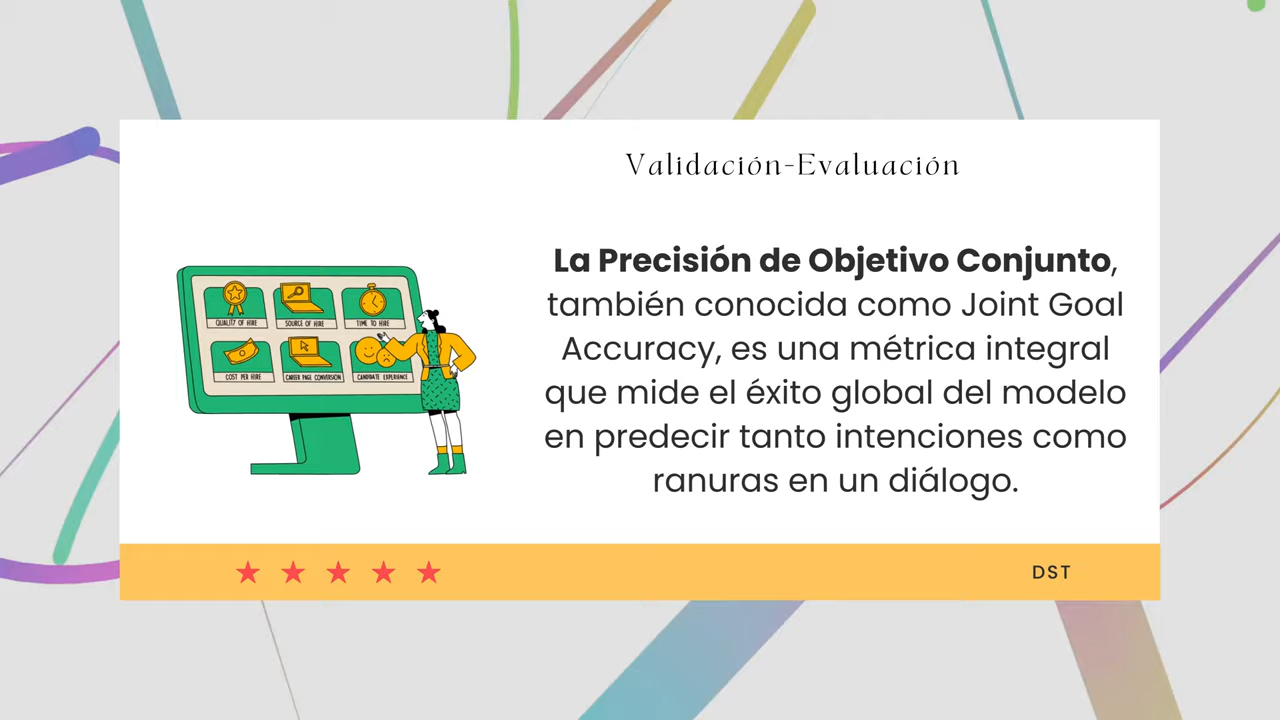 Validación-Evaluación
La Precisión de Objetivo Conjunto,
también conocida como Joint Goal
Accuracy, es una métrica integral
que mide el éxito global del modelo
en predecir tanto intenciones como
ranuras en un diálogo.
QUALITY OF HIRE
SOURCE OF HIRE
TIME TO HIRE
COST PER HIRE
CAREER PAGE CONVERSION
CANDIDATE EXPERIENCE
DST